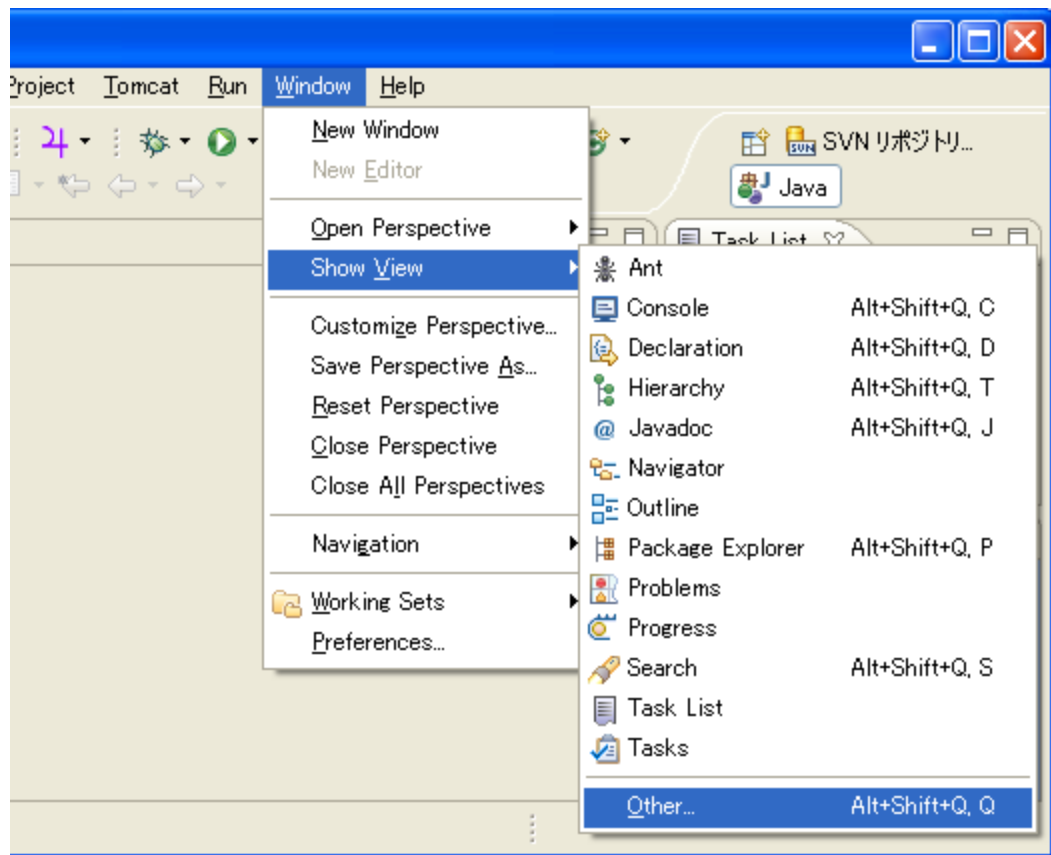 Project Tomcat Run Window Help
SVN リポジトリ...
Java
Task List
New Window
New Editor
Open Perspective
Show View
Customize Perspective...
Save Perspective As...
Reset Perspective
Close Perspective
Close All Perspectives
Navigation
Working Sets
Preferences...
Ant
Console Alt+Shift+Q, C
Declaration Alt+Shift+Q, D
Hierarchy Alt+Shift+Q, T
Javadoc Alt+Shift+Q, J
Navigator
Outline
Package Explorer Alt+Shift+Q, P
Problems
Progress
Search Alt+Shift+Q, S
Task List
Tasks
Other... Alt+Shift+Q, Q